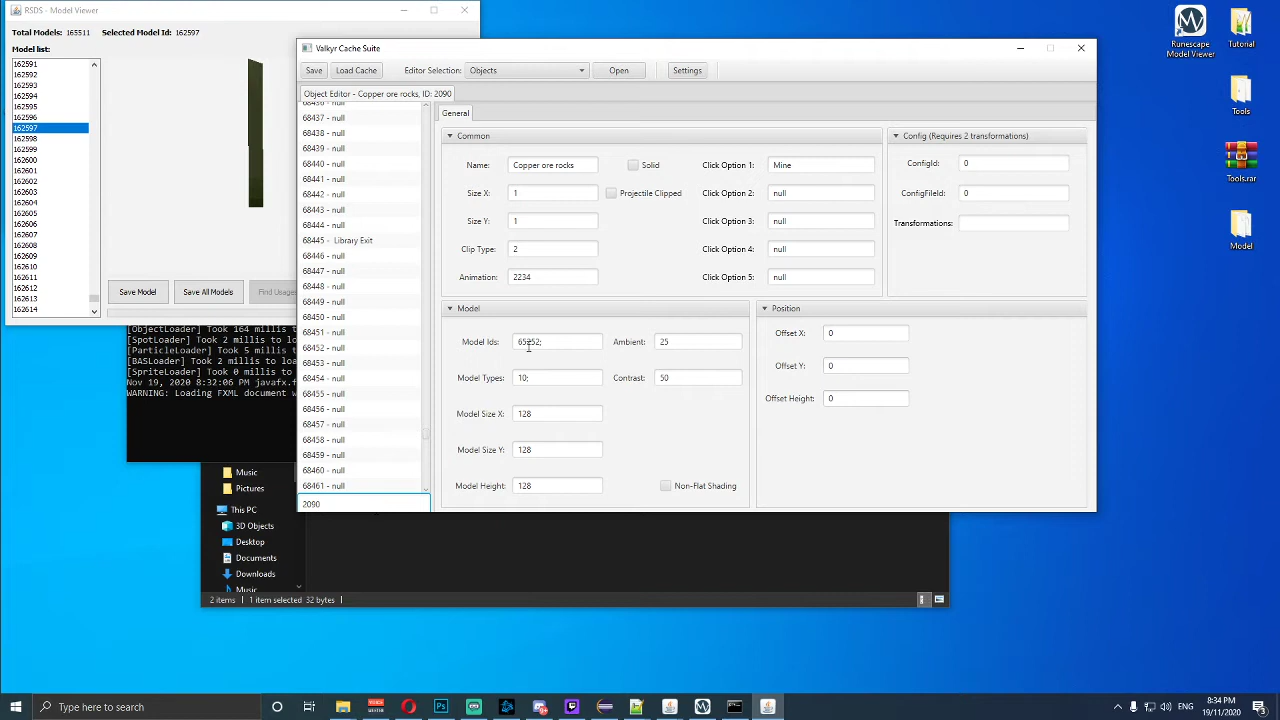 RSDS - Model Viewer
Total Models: 165511 Selected Model Id: 162597
Model list:
162591
162592
162593
162594
162595
162596
162597
162598
162599
162600
162601
162602
162603
162604
162605
162606
162607
162608
162609
162610
162611
162612
162613
162614
Save Model
Save All Models
Find Usages
[ObjectLoader] Took 164 millis to
[SpotLoader] Took 2 millis to loa
[ParticleLoader] Took 5 millis to
[BASLoader] Took 2 millis to load
[SpriteLoader] Took 0 millis to l
Nov 19, 2020 8:32:06 PM javafx.f
WARNING: Loading FXML document w
Valkyr Cache Suite
Save
Load Cache
Editor Selection:
Objects
Open
Settings
Object Editor - Copper ore rocks, ID: 2090
68436 - null
68437 - null
68438 - null
68439 - null
68440 - null
68441 - null
68442 - null
68443 - null
68444 - null
68445 - Library Exit
68446 - null
68447 - null
68448 - null
68449 - null
68450 - null
68451 - null
68452 - null
68453 - null
68454 - null
68455 - null
68456 - null
68457 - null
68458 - null
68459 - null
68460 - null
68461 - null
2090
General
Common
Name: Copper ore rocks
Solid
Click Option 1: Mine
Size X: 1
Projectile Clipped
Click Option 2: null
Size Y: 1
Click Option 3: null
Clip Type: 2
Click Option 4: null
Animation: 2234
Click Option 5: null
Config (Requires 2 transformations)
ConfigId: 0
ConfigFileId: 0
Transformations:
Model
Model Ids: 65252;
Ambient: 25
Model Types: 10;
Contrast: 50
Model Size X: 128
Model Size Y: 128
Model Height: 128
Non-Flat Shading
Position
Offset X: 0
Offset Y: 0
Offset Height: 0
Music
Pictures
This PC
3D Objects
Desktop
Documents
Downloads
Music
2 items 1 item selected 32 bytes
Runescape Model Viewer
Tutorial
Tools
Tools.rar
Model
Type here to search
8:34 PM
19/11/2020